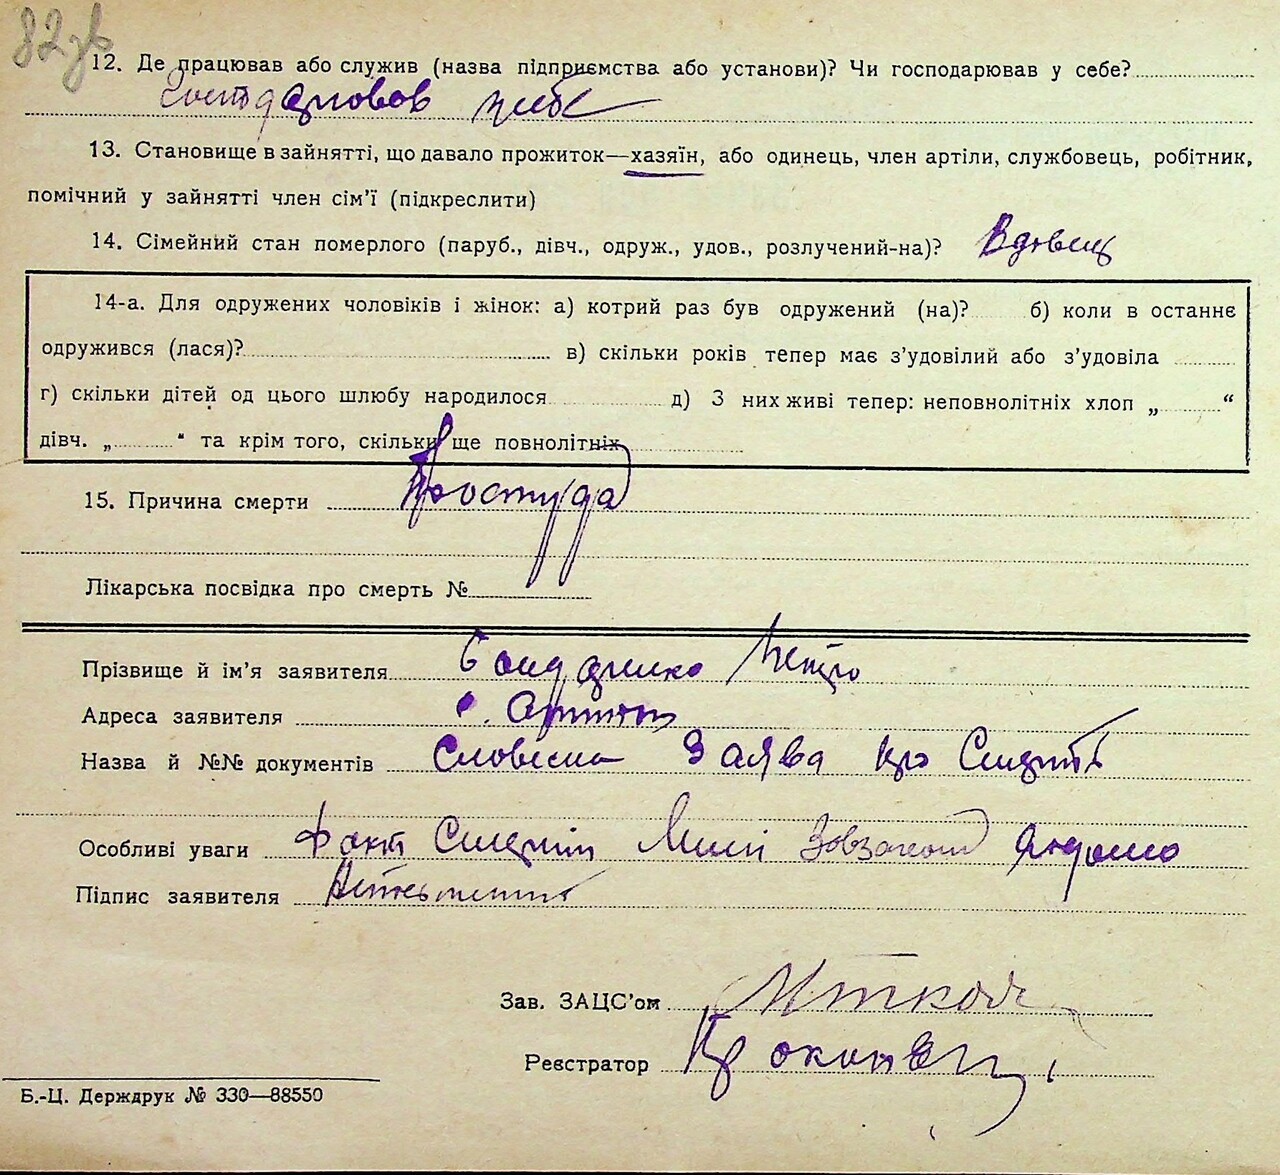 82зв
12. Де працював або служив (назва підприємства або установи)? Чи господарював у себе?
господарював у себе
13. Становище в зайнятті, що давало прожиток—хазяїн, або одинець, член артіли, службовець, робітник,
помічний у зайнятті член сім’ї (підкреслити)
14. Сімейний стан померлого (паруб., дівч., одруж., удов., розлучений-на)? Вдовець
14-а. Для одружених чоловіків і жінок: а) котрий раз був одружений (на)? б) коли в останнє
одружився (лася)? в) скільки років тепер має з’удовілий або з’удовіла
г) скільки дітей од цього шлюбу народилося д) З них живі тепер: неповнолітніх хлоп „ “
дівч. „ “ та крім того, скільки ще повнолітніх
15. Причина смерти Простуда
Лікарська посвідка про смерть №
Прізвище й ім’я заявителя Бондаренко Петро
Адреса заявителя с.
Назва й №№ документів Словесна Заява про Смерть
Особливі уваги факт Смерти
Підпис заявителя
Зав. ЗАЦС’ом
Реєстратор
Б.-Ц. Держдрук № 330—88550